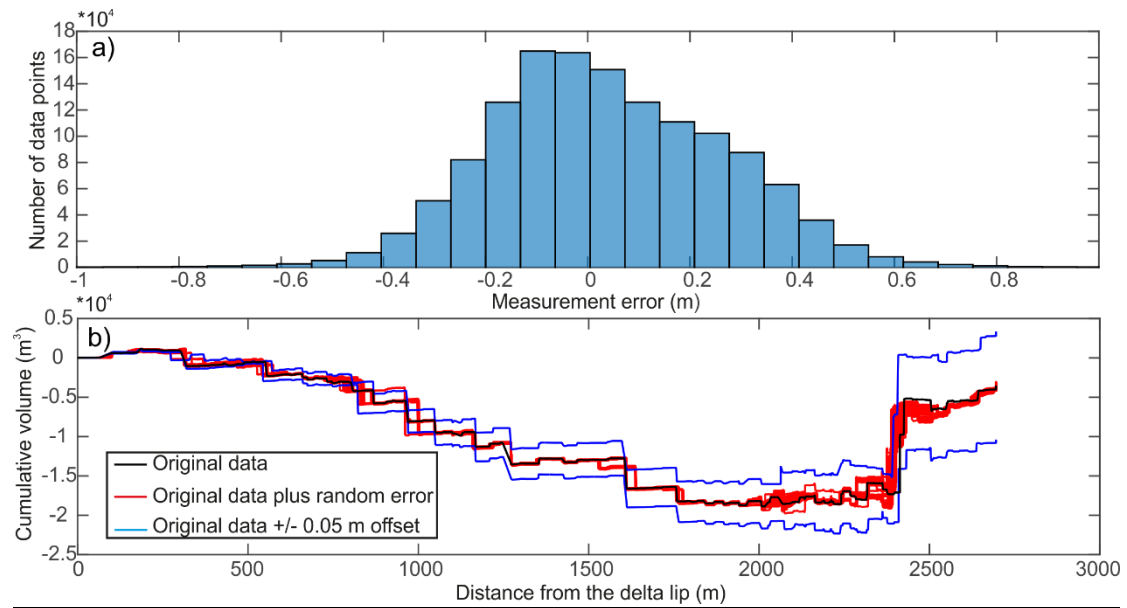 *10⁴
a)
18
16
14
12
10
8
6
4
2
0
Number of data points
-1 -0.8 -0.6 -0.4 -0.2 0 0.2 0.4 0.6 0.8
Measurement error (m)
*10⁴
b)
0.5
0
-0.5
-1
-1.5
-2
-2.5
Cumulative volume (m³)
Original data
Original data plus random error
Original data +/- 0.05 m offset
0 500 1000 1500 2000 2500 3000
Distance from the delta lip (m)